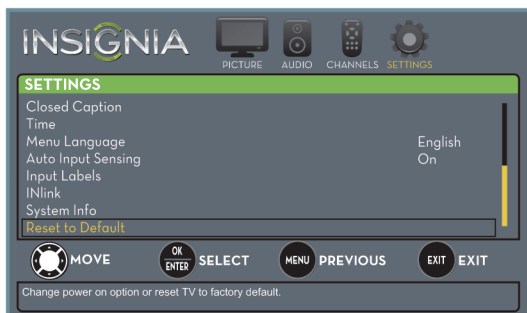 INSIGNIA
PICTURE AUDIO CHANNELS SETTINGS
SETTINGS
Closed Caption
Time
Menu Language English
Auto Input Sensing On
Input Labels
INlink
System Info
Reset to Default
MOVE OK ENTER SELECT MENU PREVIOUS EXIT EXIT
Change power on option or reset TV to factory default.